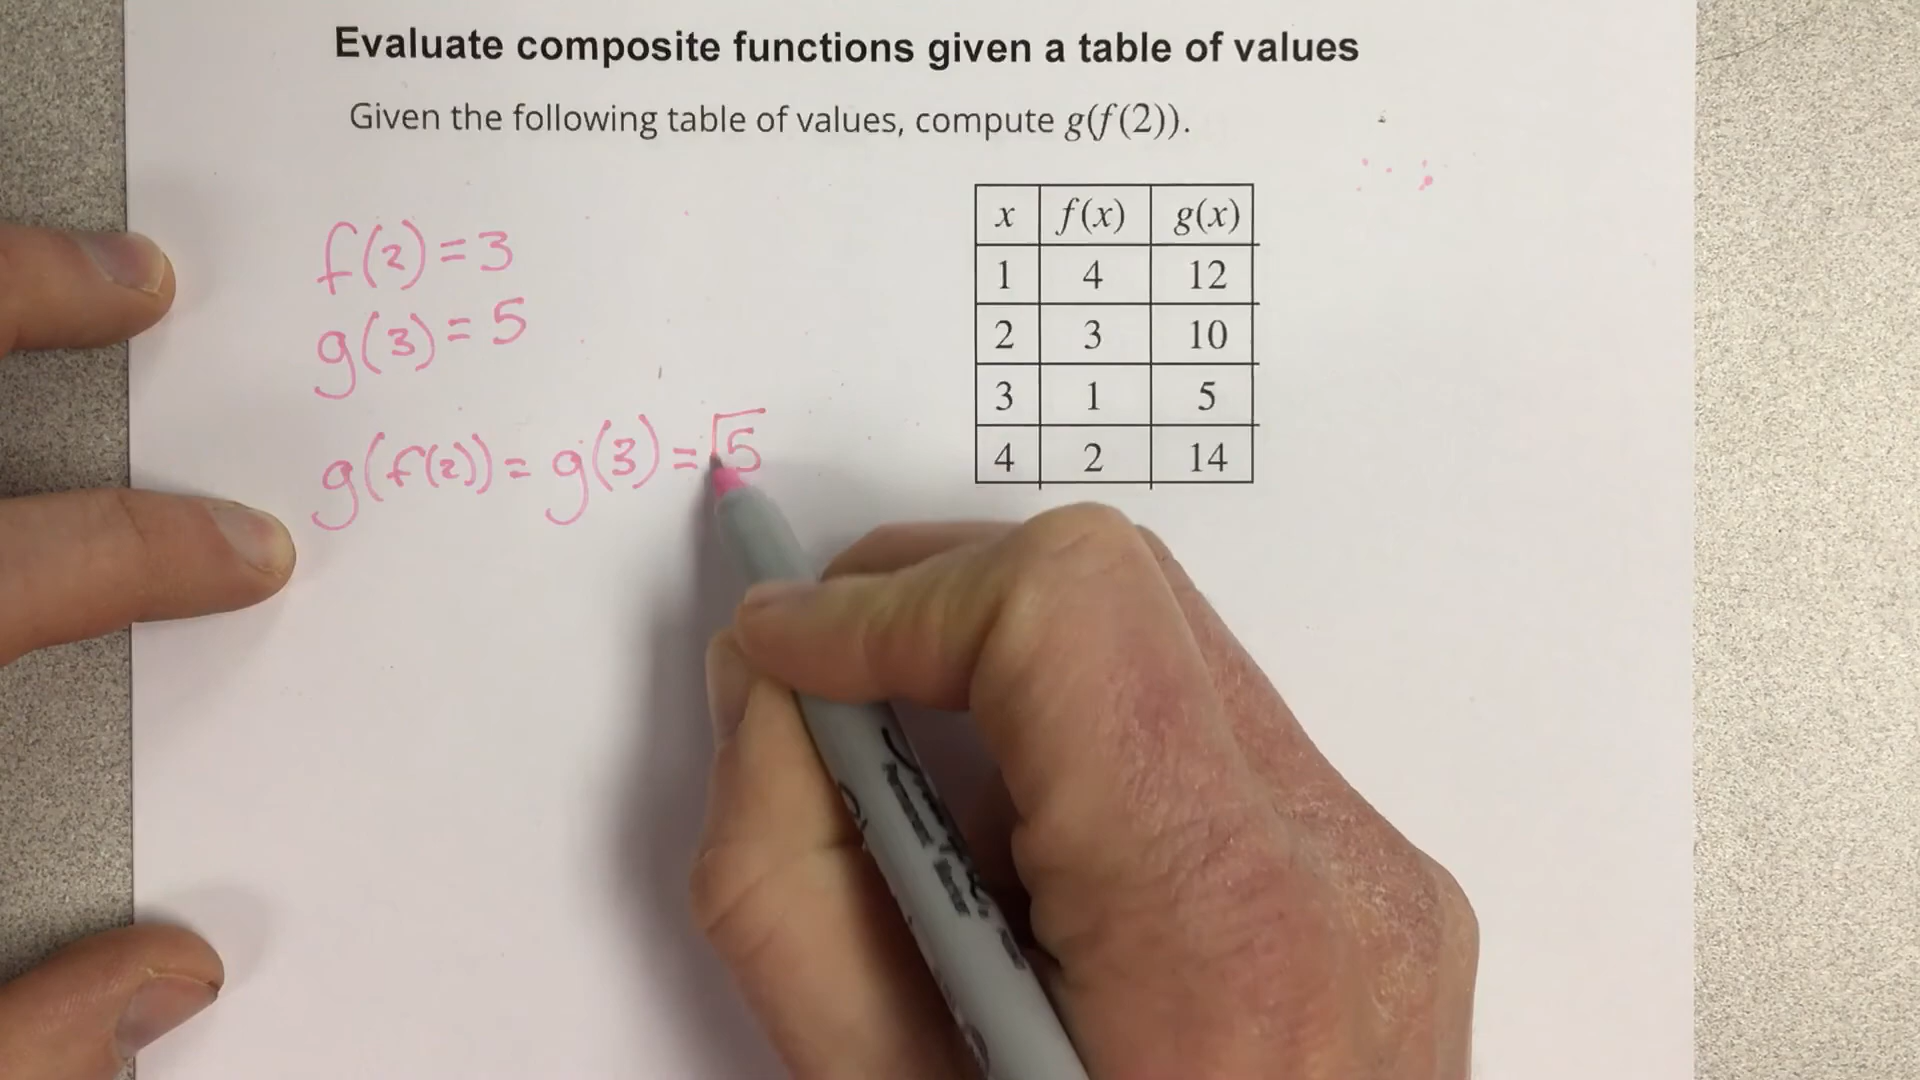 Evaluate composite functions given a table of values
Given the following table of values, compute g(f(2)).
f(2) = 3
g(3) = 5
g(f(2)) = g(3) = 5
x f(x) g(x)
1 4 12
2 3 10
3 1 5
4 2 14